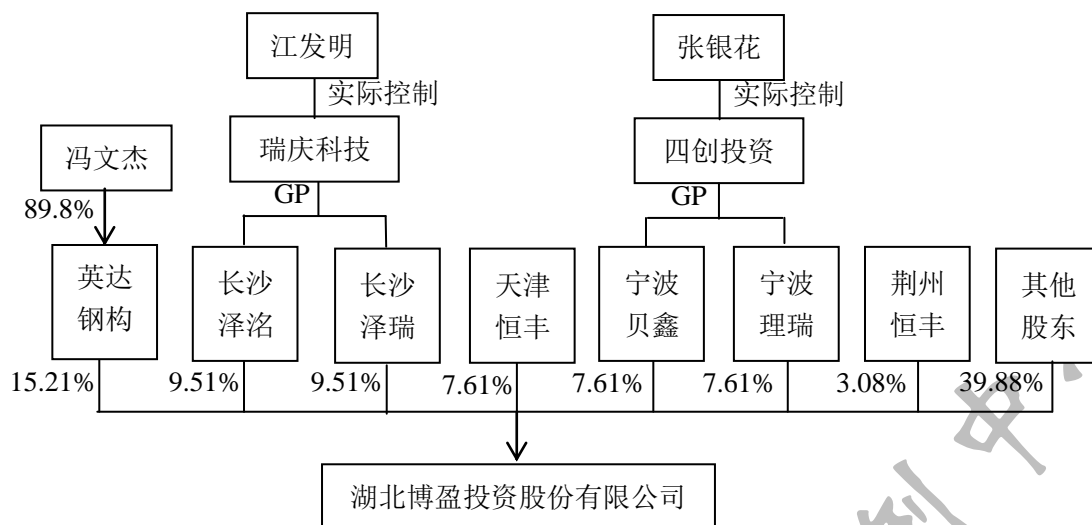 江发明
张银花
实际控制
实际控制
冯文杰
瑞庆科技
四创投资
89.8%
GP
GP
英达
钢构
长沙
泽洺
长沙
泽瑞
天津
恒丰
宁波
贝鑫
宁波
理瑞
荆州
恒丰
其他
股东
15.21%
9.51%
9.51%
7.61%
7.61%
7.61%
3.08%
39.88%
湖北博盈投资股份有限公司
中